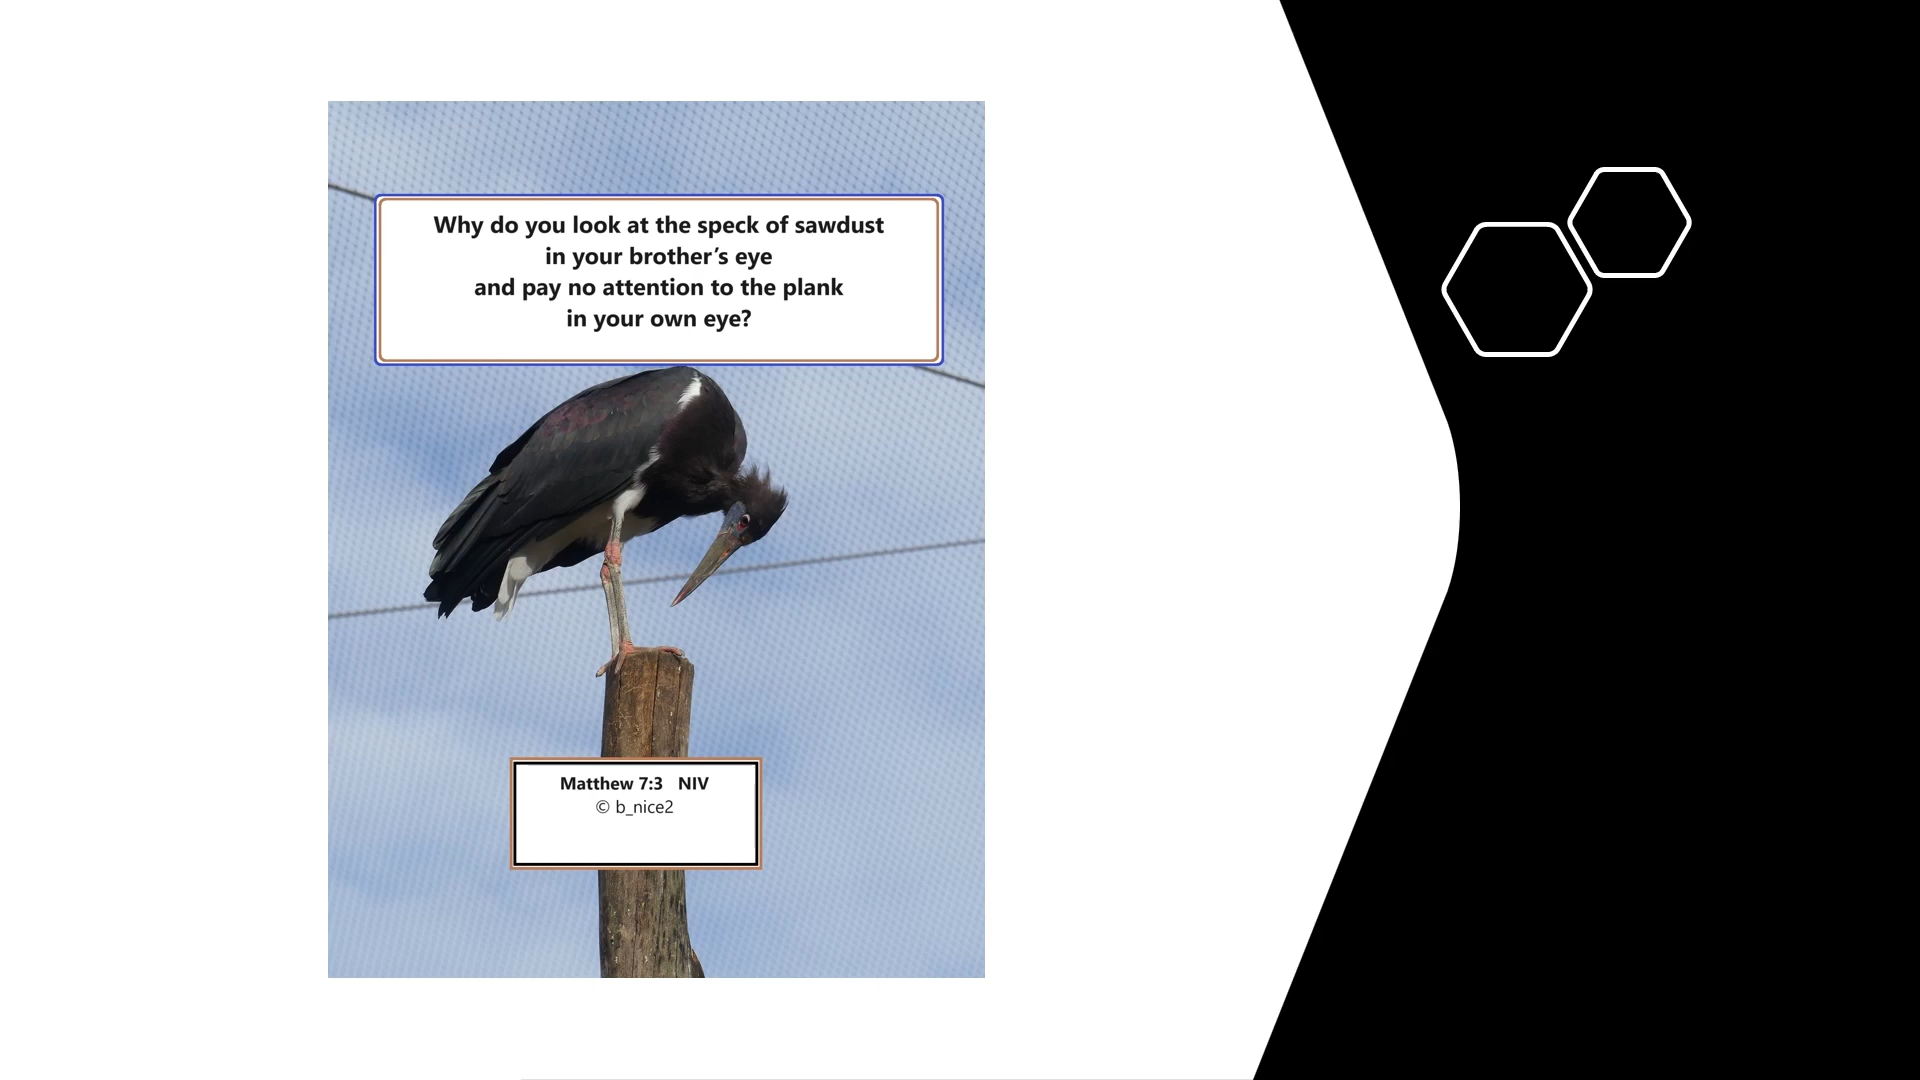 Why do you look at the speck of sawdust
in your brother’s eye
and pay no attention to the plank
in your own eye?
Matthew 7:3   NIV
© b_nice2